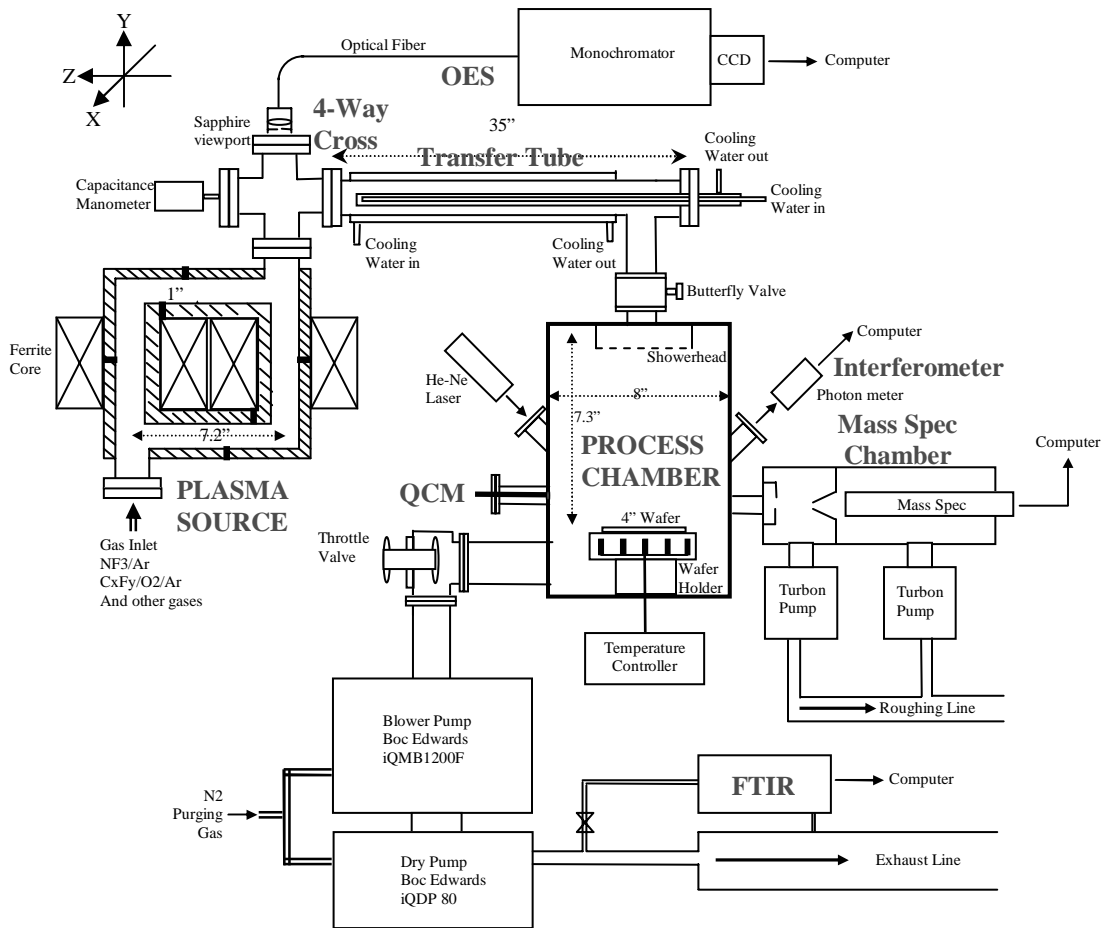 Y
Z
X
Optical Fiber
OES
Monochromator
CCD
Computer
Sapphire
viewport
4-Way
Cross
35”
Transfer Tube
Cooling
Water out
Cooling
Water in
Capacitance
Manometer
Cooling
Water in
Cooling
Water out
Butterfly Valve
1”
Ferrite
Core
7.2”
PLASMA
SOURCE
Gas Inlet
NF3/Ar
CxFy/O2/Ar
And other gases
He-Ne
Laser
Showerhead
8”
7.3”
PROCESS
CHAMBER
Computer
Interferometer
Photon meter
Mass Spec
Chamber
Computer
Mass Spec
QCM
Throttle
Valve
4” Wafer
Wafer
Holder
Temperature
Controller
Turbon
Pump
Turbon
Pump
Roughing Line
Blower Pump
Boc Edwards
iQMB1200F
N2
Purging
Gas
Dry Pump
Boc Edwards
iQDP 80
FTIR
Computer
Exhaust Line